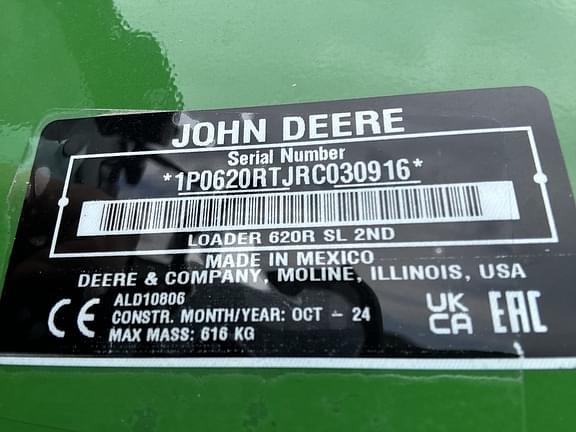 JOHN DEERE
Serial Number
*1P0620RTJRC030916*
LOADER 620R SL 2ND
MADE IN MEXICO
DEERE & COMPANY, MOLINE, ILLINOIS, USA
ALD10806
CONSTR. MONTH/YEAR: OCT - 24
MAX MASS: 616 KG
CE
UK
CA
EAC